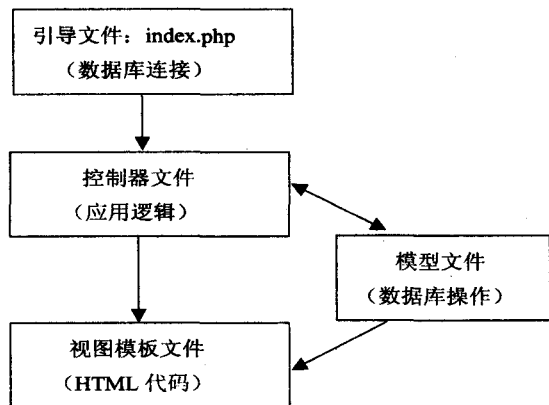 引导文件：index.php
（数据库连接）
控制器文件
（应用逻辑）
模型文件
（数据库操作）
视图模板文件
（HTML 代码）